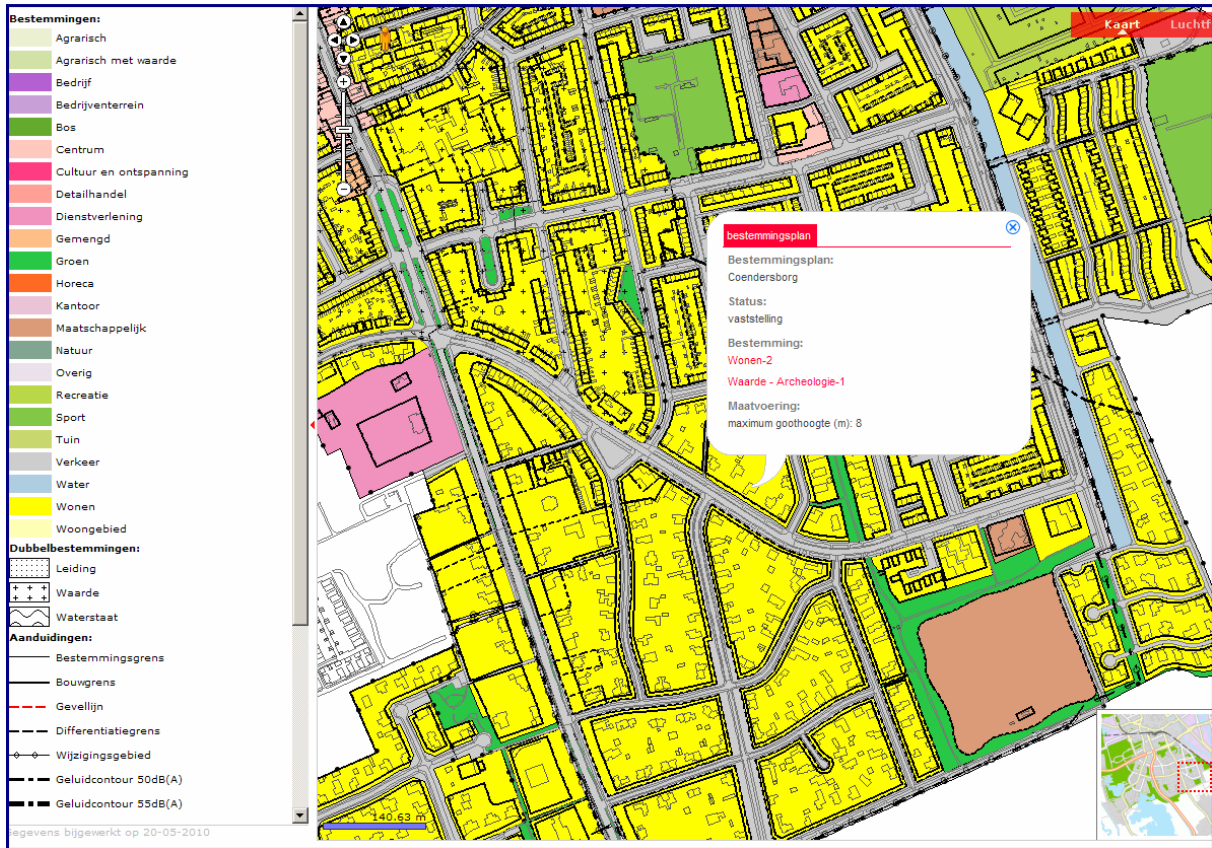 Bestemmingen:
Agrarisch
Agrarisch met waarde
Bedrijf
Bedrijventerrein
Bos
Centrum
Cultuur en ontspanning
Detailhandel
Dienstverlening
Gemengd
Groen
Horeca
Kantoor
Maatschappelijk
Natuur
Overig
Recreatie
Sport
Tuin
Verkeer
Water
Wonen
Woongebied
Dubbelbestemmingen:
Leiding
Waarde
Waterstaat
Aanduidingen:
Bestemmingsgrens
Bouwgrens
Gevellijn
Differentiatiegrens
Wijzigingsgebied
Geluidcontour 50dB(A)
Geluidcontour 55dB(A)
Gegevens bijgewerkt op 20-05-2010
Kaart Luchtf
bestemmingsplan
Bestemmingsplan:
Coendersborg
Status:
vaststelling
Bestemming:
Wonen-2
Waarde - Archeologie-1
Maatvoering:
maximum goothoogte (m): 8
140.63 m